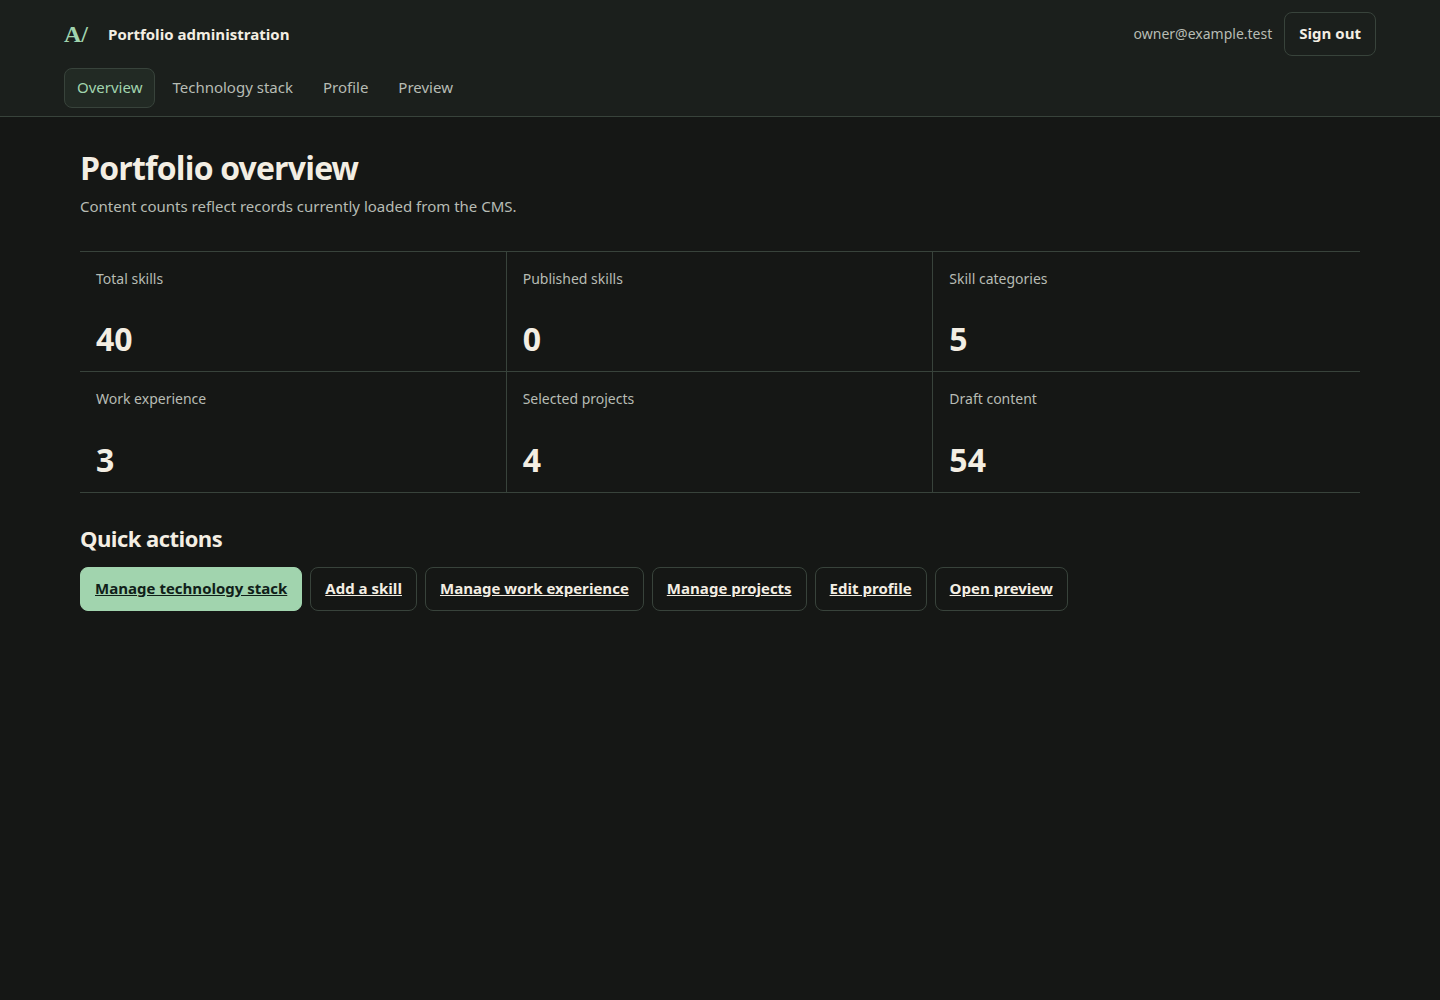 A/ Portfolio administration
owner@example.test Sign out
Overview Technology stack Profile Preview
Portfolio overview
Content counts reflect records currently loaded from the CMS.
Total skills Published skills Skill categories
40 0 5
Work experience Selected projects Draft content
3 4 54
Quick actions
Manage technology stack Add a skill Manage work experience Manage projects Edit profile Open preview